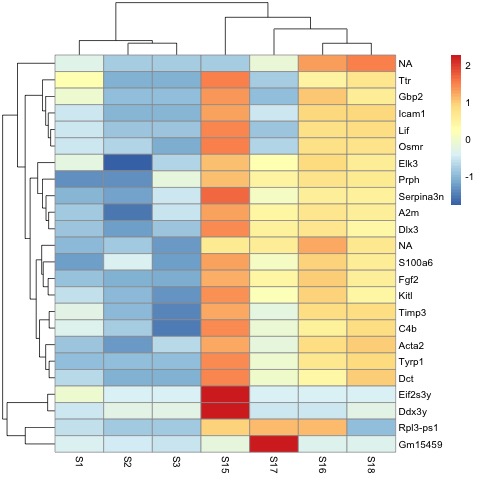 NA
Ttr
Gbp2
Icam1
Lif
Osmr
Elk3
Prph
Serpina3n
A2m
Dlx3
NA
S100a6
Fgf2
Kitl
Timp3
C4b
Acta2
Tyrp1
Dct
Eif2s3y
Ddx3y
Rpl3-ps1
Gm15459
2
1
0
-1
S1
S2
S3
S15
S17
S16
S18